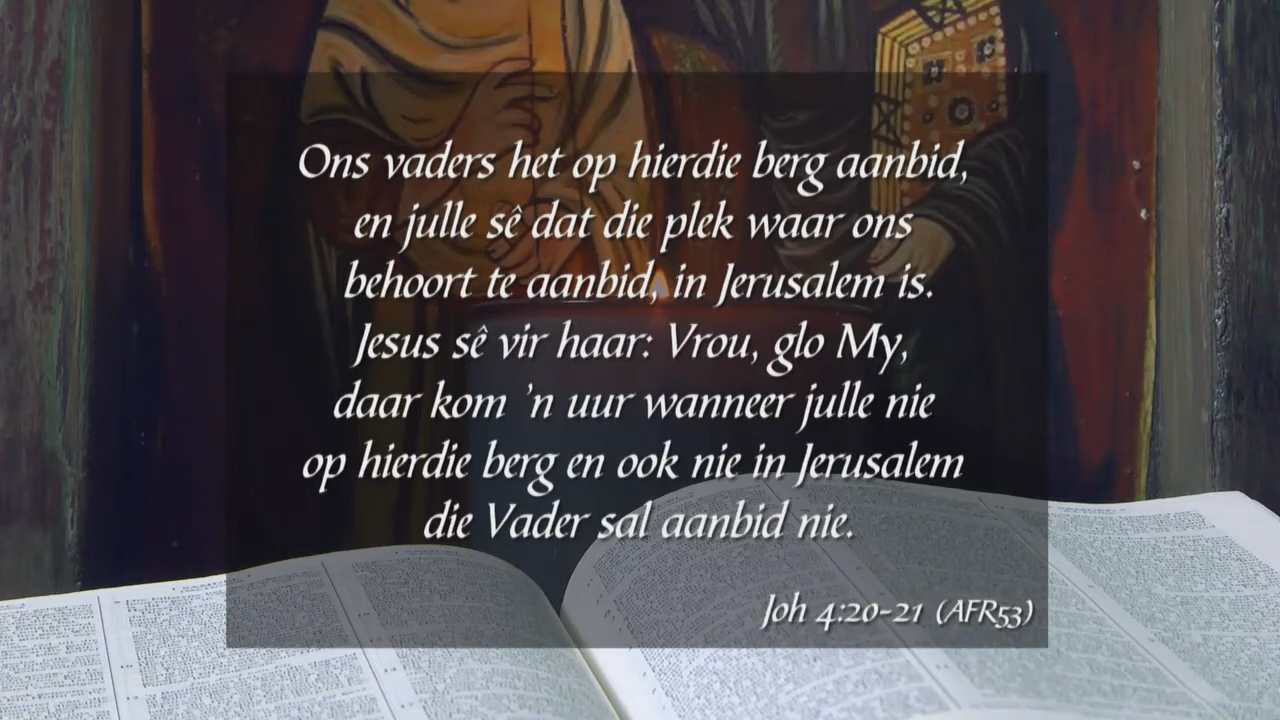 Ons vaders het op hierdie berg aanbid,
en julle sê dat die plek waar ons
behoort te aanbid, in Jerusalem is.
Jesus sê vir haar: Vrou, glo My,
daar kom 'n uur wanneer julle nie
op hierdie berg en ook nie in Jerusalem
die Vader sal aanbid nie.
Joh 4:20-21 (AFR53)